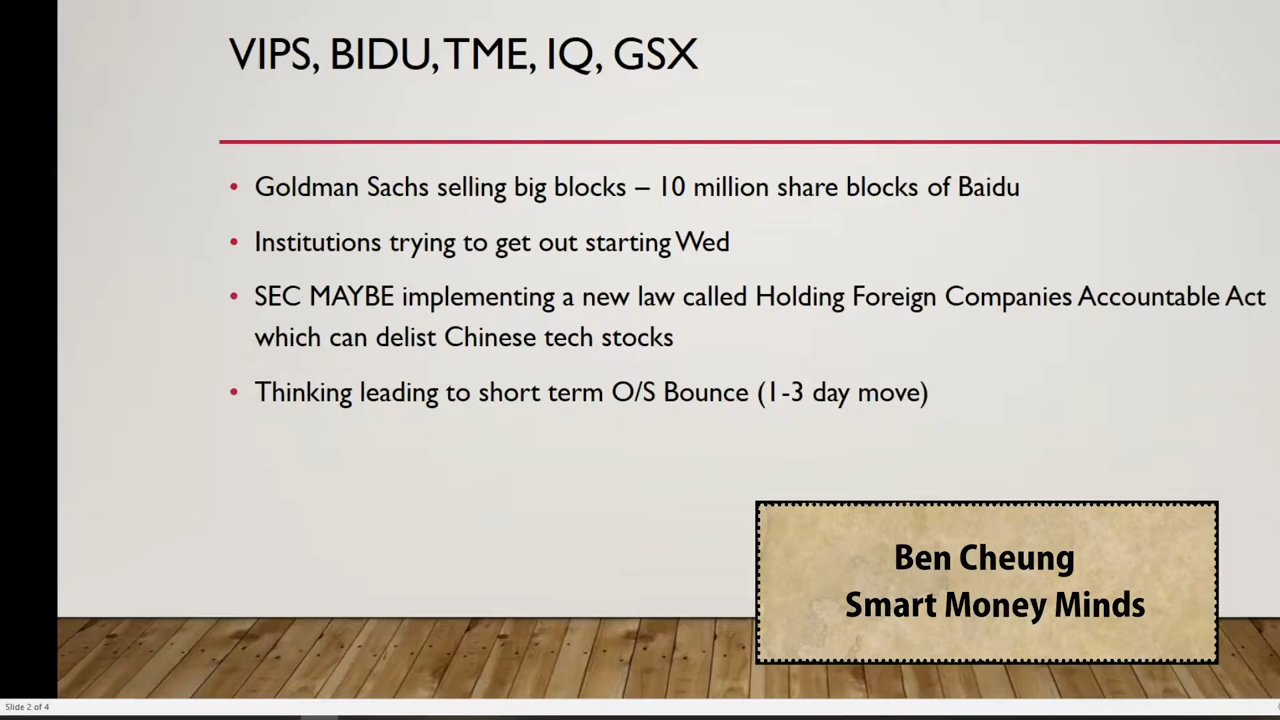 VIPS, BIDU, TME, IQ, GSX
• Goldman Sachs selling big blocks – 10 million share blocks of Baidu
• Institutions trying to get out starting Wed
• SEC MAYBE implementing a new law called Holding Foreign Companies Accountable Act
which can delist Chinese tech stocks
• Thinking leading to short term O/S Bounce (1-3 day move)
Ben Cheung
Smart Money Minds
Slide 2 of 4